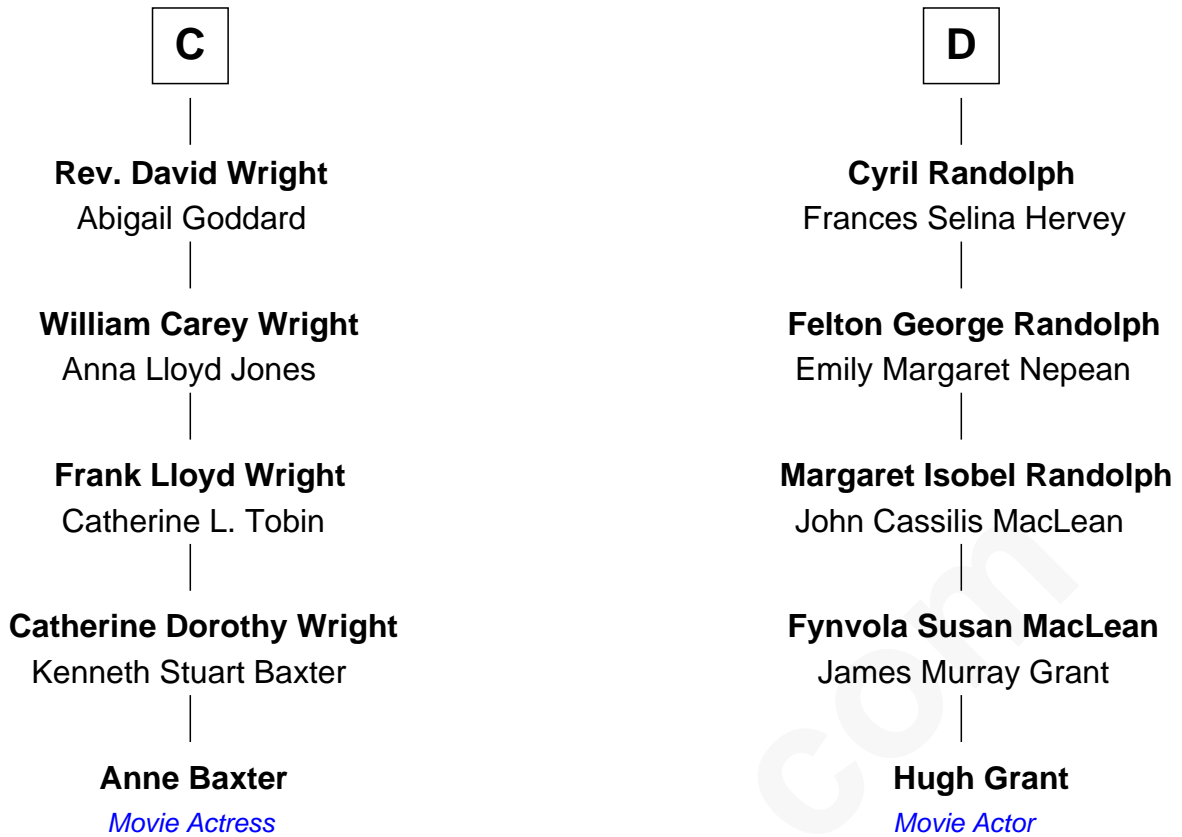 C
Rev. David Wright
Abigail Goddard
William Carey Wright
Anna Lloyd Jones
Frank Lloyd Wright
Catherine L. Tobin
Catherine Dorothy Wright
Kenneth Stuart Baxter
Anne Baxter
Movie Actress
D
Cyril Randolph
Frances Selina Hervey
Felton George Randolph
Emily Margaret Nepean
Margaret Isobel Randolph
John Cassilis MacLean
Fynvola Susan MacLean
James Murray Grant
Hugh Grant
Movie Actor
com